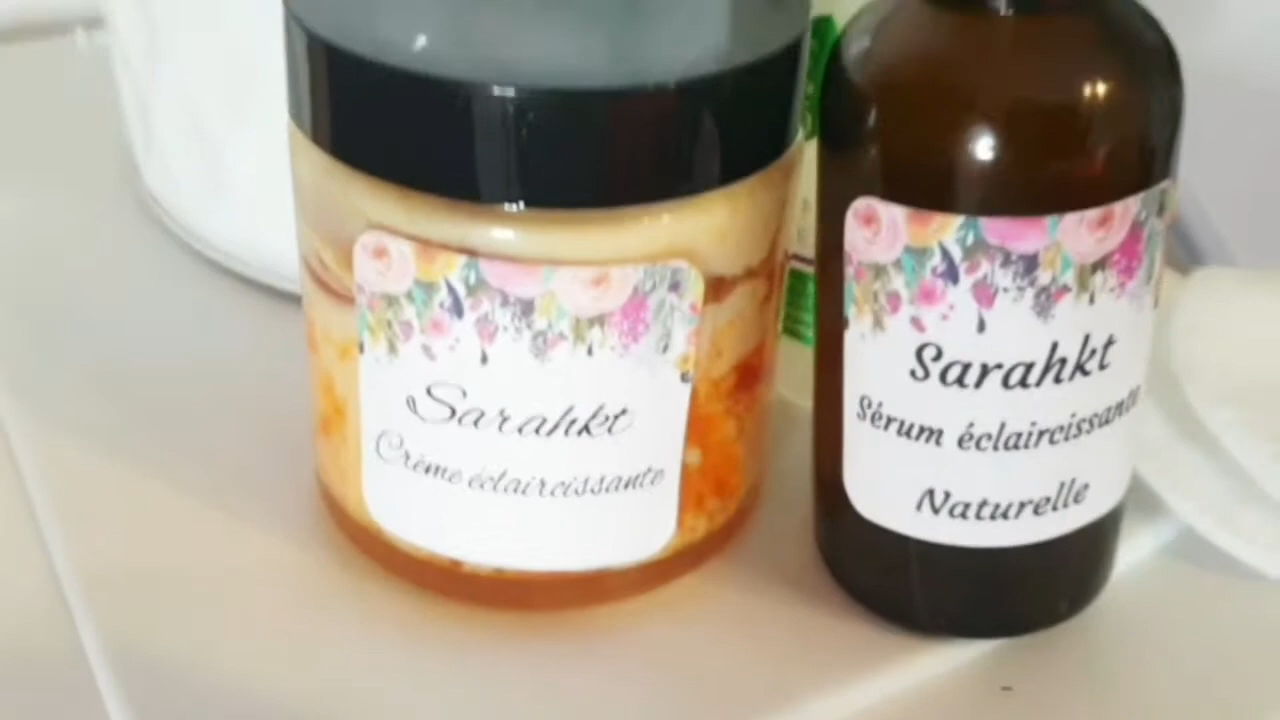 Sarahkt
Crème éclaircissante
Sarahkt
Sérum éclaircissante
Naturelle